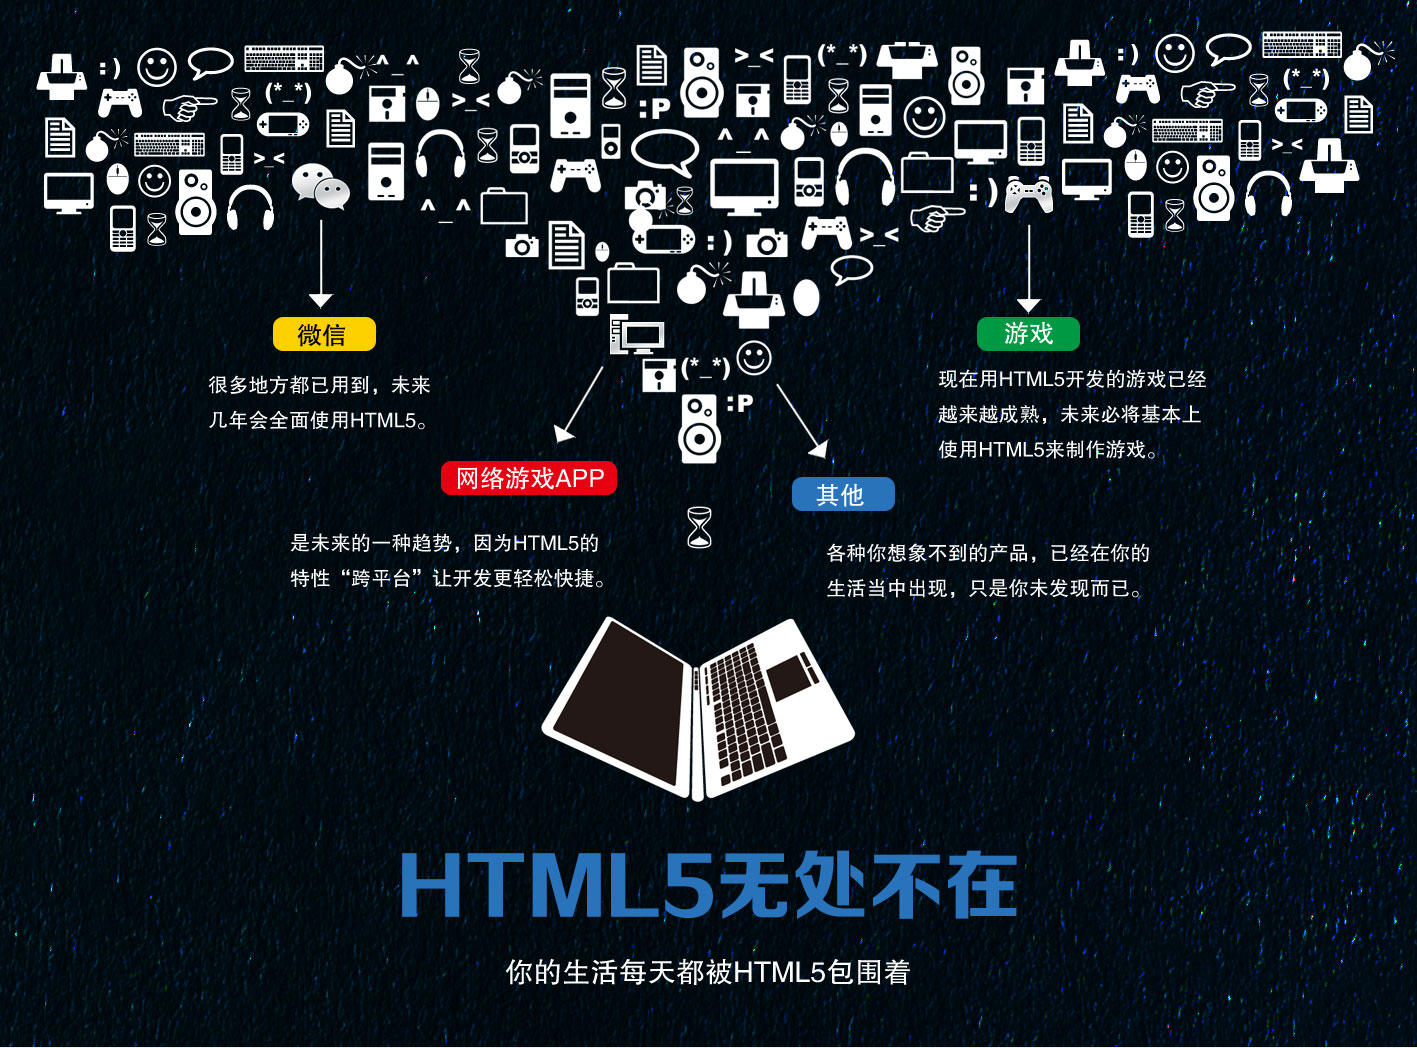 微信
很多地方都已用到，未来
几年会全面使用HTML5。
游戏
现在用HTML5开发的游戏已经
越来越成熟，未来必将基本上
使用HTML5来制作游戏。
网络游戏APP
是未来的一种趋势，因为HTML5的
特性“跨平台”让开发更轻松快捷。
其他
各种你想象不到的产品，已经在你的
生活当中出现，只是你未发现而已。
HTML5无处不在
你的生活每天都被HTML5包围着